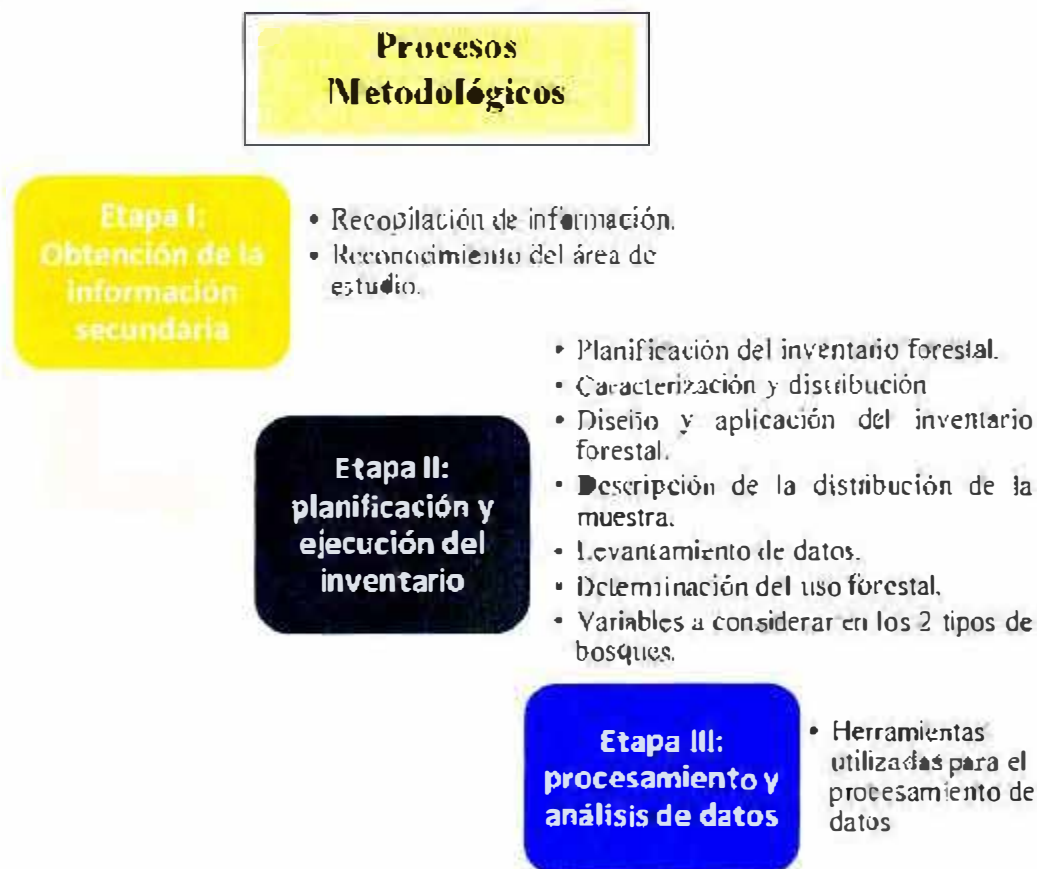 Procesos
Metodológicos
Etapa I:
Obtención de la
información
secundaria
• Recopilación de información.
• Reconocimiento del área de
estudio.
Etapa II:
planificación y
ejecución del
inventario
• Planificación del inventario forestal.
• Caracterización y distribución
• Diseño y aplicación del inventario
forestal.
• Descripción de la distribución de la
muestra.
• Levantamiento de datos.
• Determinación del uso forestal.
• Variables a considerar en los 2 tipos de
bosques.
Etapa III:
procesamiento y
análisis de datos
• Herramientas
utilizadas para el
procesamiento de
datos